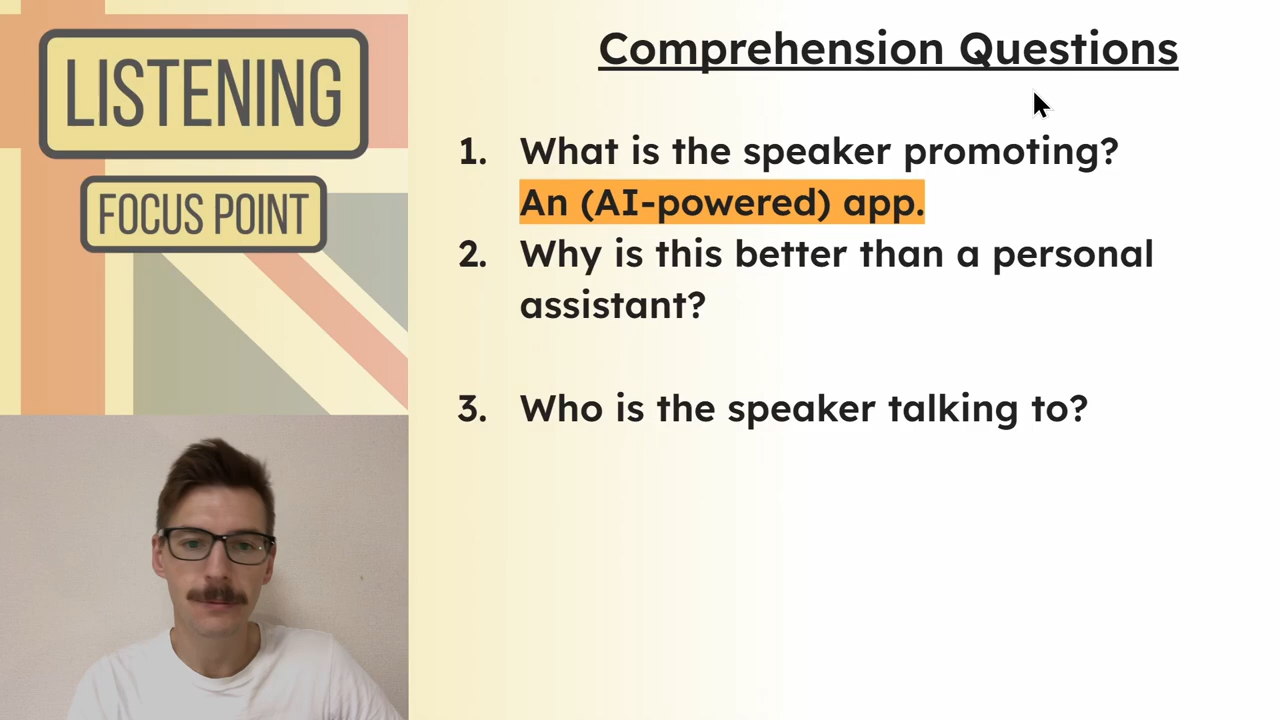 LISTENING
FOCUS POINT
Comprehension Questions
1. What is the speaker promoting?
An (AI-powered) app.
2. Why is this better than a personal
assistant?
3. Who is the speaker talking to?